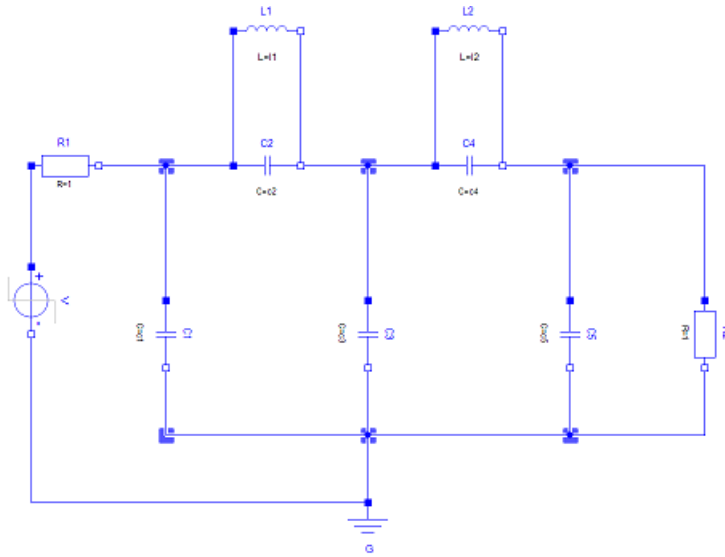 L1
L2
L=l1
L=l2
R1
C2
C4
R=1
C=c2
C=c4
+
V
-
C=c1
C1
C=c3
C3
C=c5
C5
R=1
G